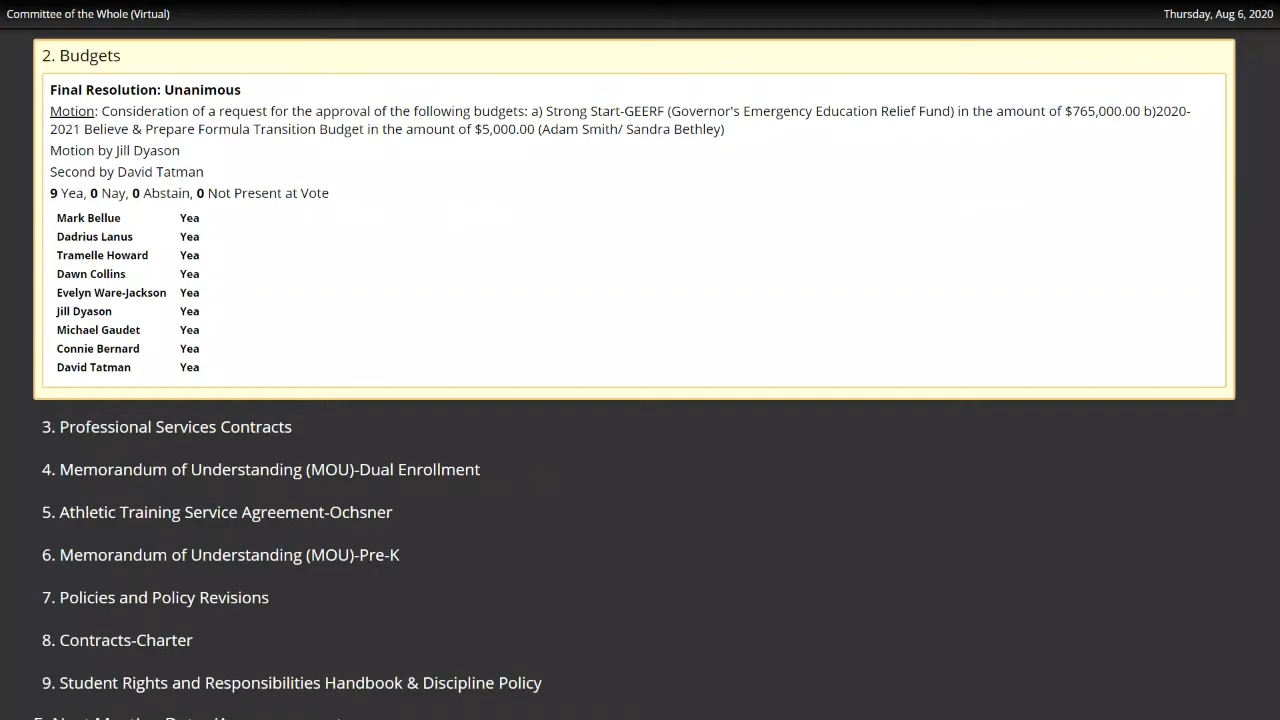 Committee of the Whole (Virtual)
Thursday, Aug 6, 2020
2. Budgets
Final Resolution: Unanimous
Motion: Consideration of a request for the approval of the following budgets: a) Strong Start-GEERF (Governor's Emergency Education Relief Fund) in the amount of $765,000.00 b)2020-
2021 Believe & Prepare Formula Transition Budget in the amount of $5,000.00 (Adam Smith/ Sandra Bethley)
Motion by Jill Dyason
Second by David Tatman
9 Yea, 0 Nay, 0 Abstain, 0 Not Present at Vote
Mark Bellue Yea
Dadrius Lanus Yea
Tramelle Howard Yea
Dawn Collins Yea
Evelyn Ware-Jackson Yea
Jill Dyason Yea
Michael Gaudet Yea
Connie Bernard Yea
David Tatman Yea
3. Professional Services Contracts
4. Memorandum of Understanding (MOU)-Dual Enrollment
5. Athletic Training Service Agreement-Ochsner
6. Memorandum of Understanding (MOU)-Pre-K
7. Policies and Policy Revisions
8. Contracts-Charter
9. Student Rights and Responsibilities Handbook & Discipline Policy